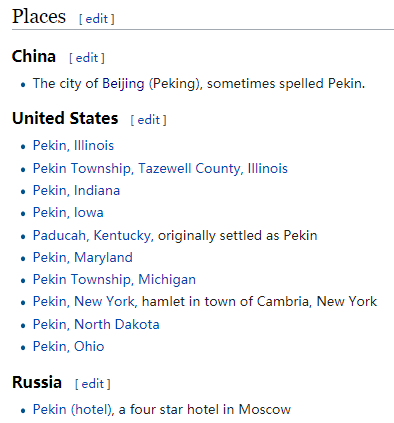 Places [ edit ]
China [ edit ]
• The city of Beijing (Peking), sometimes spelled Pekin.
United States [ edit ]
• Pekin, Illinois
• Pekin Township, Tazewell County, Illinois
• Pekin, Indiana
• Pekin, Iowa
• Paducah, Kentucky, originally settled as Pekin
• Pekin, Maryland
• Pekin Township, Michigan
• Pekin, New York, hamlet in town of Cambria, New York
• Pekin, North Dakota
• Pekin, Ohio
Russia [ edit ]
• Pekin (hotel), a four star hotel in Moscow